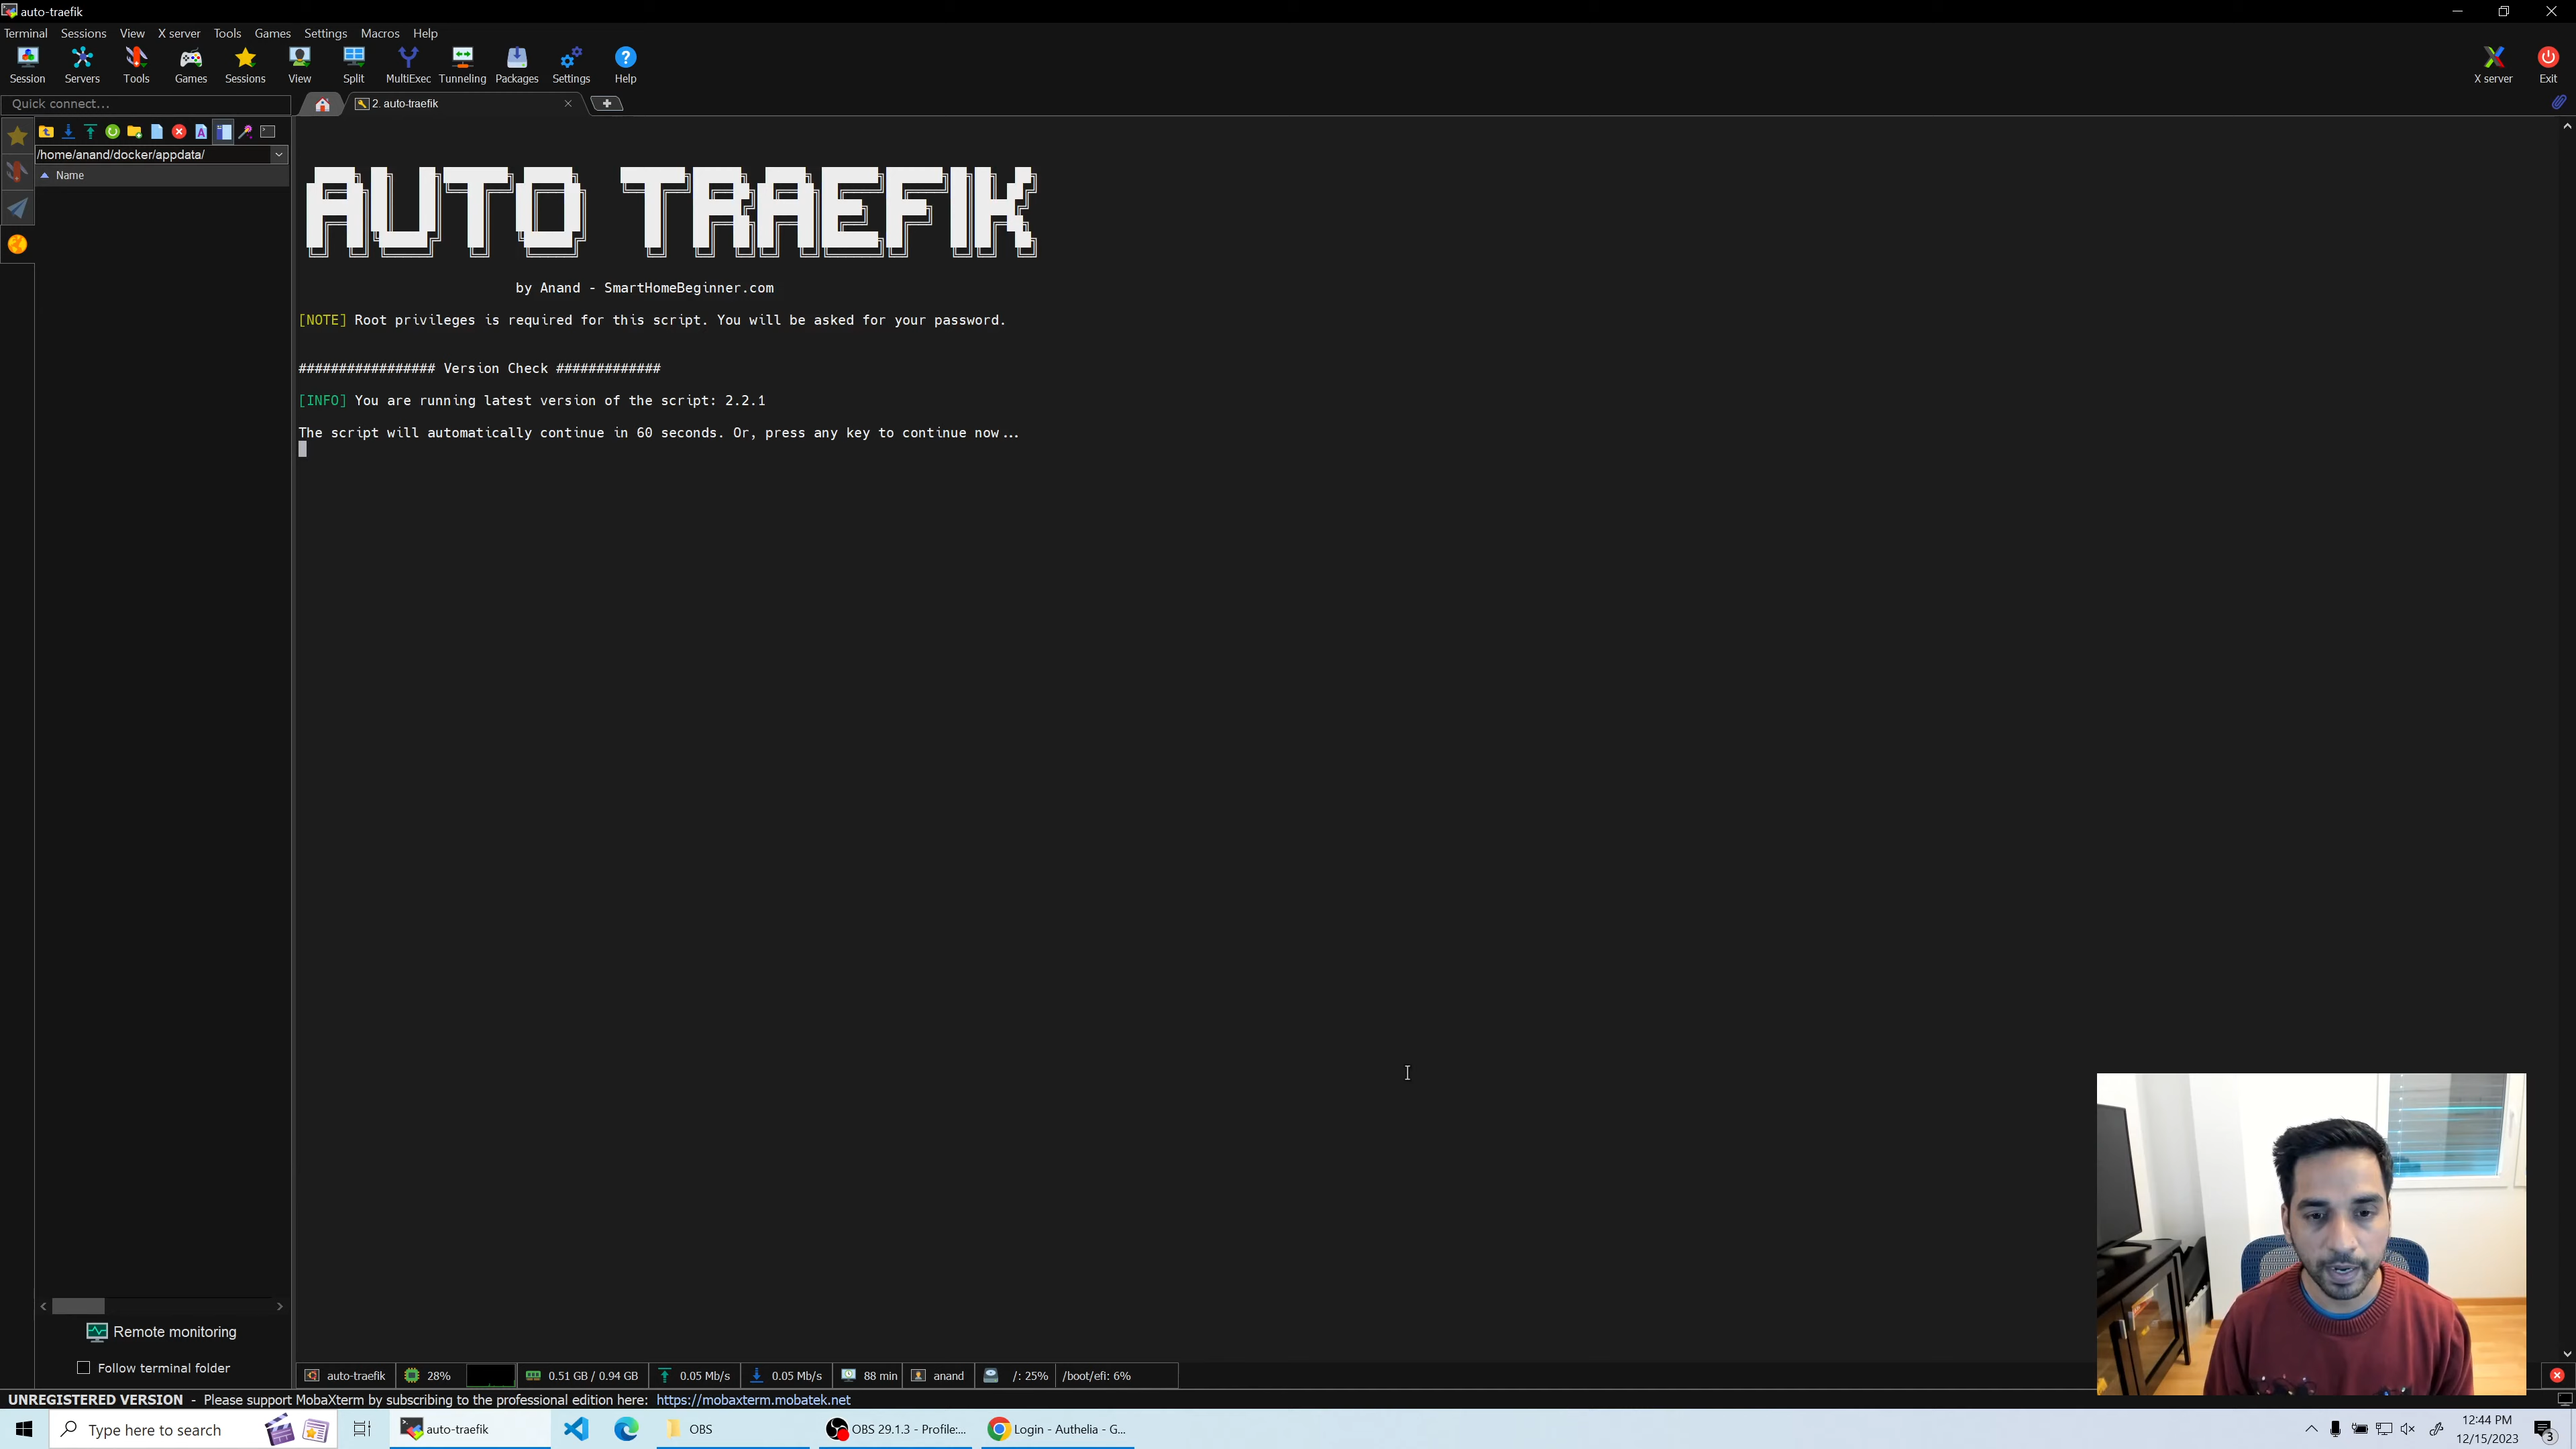 auto-traefik
Terminal Sessions View X server Tools Games Settings Macros Help
Session Servers Tools Games Sessions View Split MultiExec Tunneling Packages Settings Help X server Exit
Quick connect...
2. auto-traefik
/home/anand/docker/appdata/
Name
AUTO TRAEFIK
by Anand - SmartHomeBeginner.com
[NOTE] Root privileges is required for this script. You will be asked for your password.
################# Version Check #############
[INFO] You are running latest version of the script: 2.2.1
The script will automatically continue in 60 seconds. Or, press any key to continue now...
Remote monitoring
Follow terminal folder
auto-traefik 28% 0.51 GB / 0.94 GB 0.05 Mb/s 0.05 Mb/s 88 min anand /: 25% /boot/efi: 6%
UNREGISTERED VERSION - Please support MobaXterm by subscribing to the professional edition here: https://mobaxterm.mobatek.net
Type here to search
auto-traefik
OBS
OBS 29.1.3 - Profile:...
Login - Authelia - G...
12:44 PM
12/15/2023
3